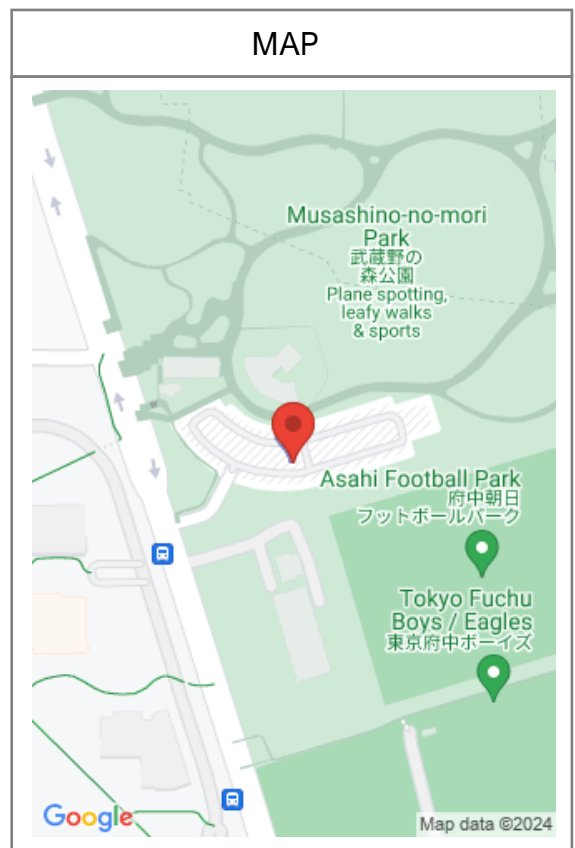 MAP
Musashino-no-mori
Park
武蔵野の
森公園
Plane spotting,
leafy walks
& sports
Asahi Football Park
府中朝日
フットボールパーク
Tokyo Fuchu
Boys / Eagles
東京府中ボーイズ
Google
Map data ©2024